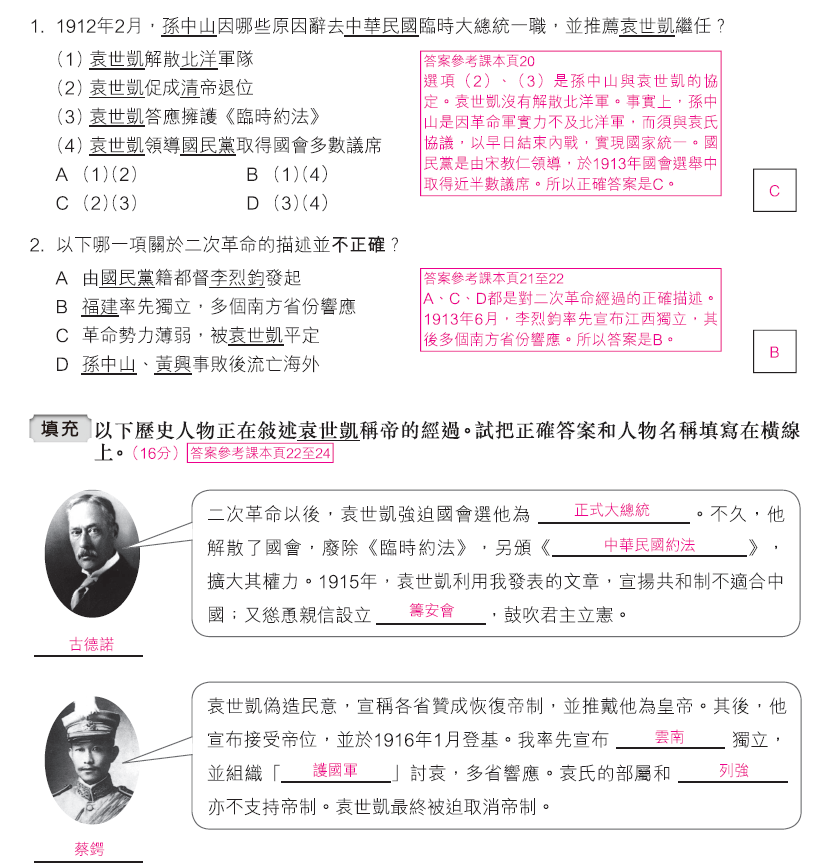 1. 1912年2月，孫中山因哪些原因辭去中華民國臨時大總統一職，並推薦袁世凱繼任？
(1) 袁世凱解散北洋軍隊
(2) 袁世凱促成清帝退位
(3) 袁世凱答應擁護《臨時約法》
(4) 袁世凱領導國民黨取得國會多數議席
A (1)(2)
B (1)(4)
C (2)(3)
D (3)(4)
答案參考課本頁20
選項（2）、（3）是孫中山與袁世凱的協
定。袁世凱沒有解散北洋軍。事實上，孫中
山是因革命軍實力不及北洋軍，而須與袁氏
協議，以早日結束內戰，實現國家統一。國
民黨是由宋教仁領導，於1913年國會選舉中
取得近半數議席。所以正確答案是C。
C
2. 以下哪一項關於二次革命的描述並不正確？
A 由國民黨籍都督李烈鈞發起
B 福建率先獨立，多個南方省份響應
C 革命勢力薄弱，被袁世凱平定
D 孫中山、黃興事敗後流亡海外
答案參考課本頁21至22
A、C、D都是對二次革命經過的正確描述。
1913年6月，李烈鈞率先宣布江西獨立，其
後多個南方省份響應。所以答案是B。
B
填充 以下歷史人物正在敍述袁世凱稱帝的經過。試把正確答案和人物名稱填寫在橫線
上。（16分） 答案參考課本頁22至24
二次革命以後，袁世凱強迫國會選他為 正式大總統 。不久，他
解散了國會，廢除《臨時約法》，另頒《 中華民國約法 》，
擴大其權力。1915年，袁世凱利用我發表的文章，宣揚共和制不適合中
國；又慫恿親信設立 籌安會 ，鼓吹君主立憲。
古德諾
袁世凱偽造民意，宣稱各省贊成恢復帝制，並推戴他為皇帝。其後，他
宣布接受帝位，並於1916年1月登基。我率先宣布 雲南 獨立，
並組織「 護國軍 」討袁，多省響應。袁氏的部屬和 列強
亦不支持帝制。袁世凱最終被迫取消帝制。
蔡鍔